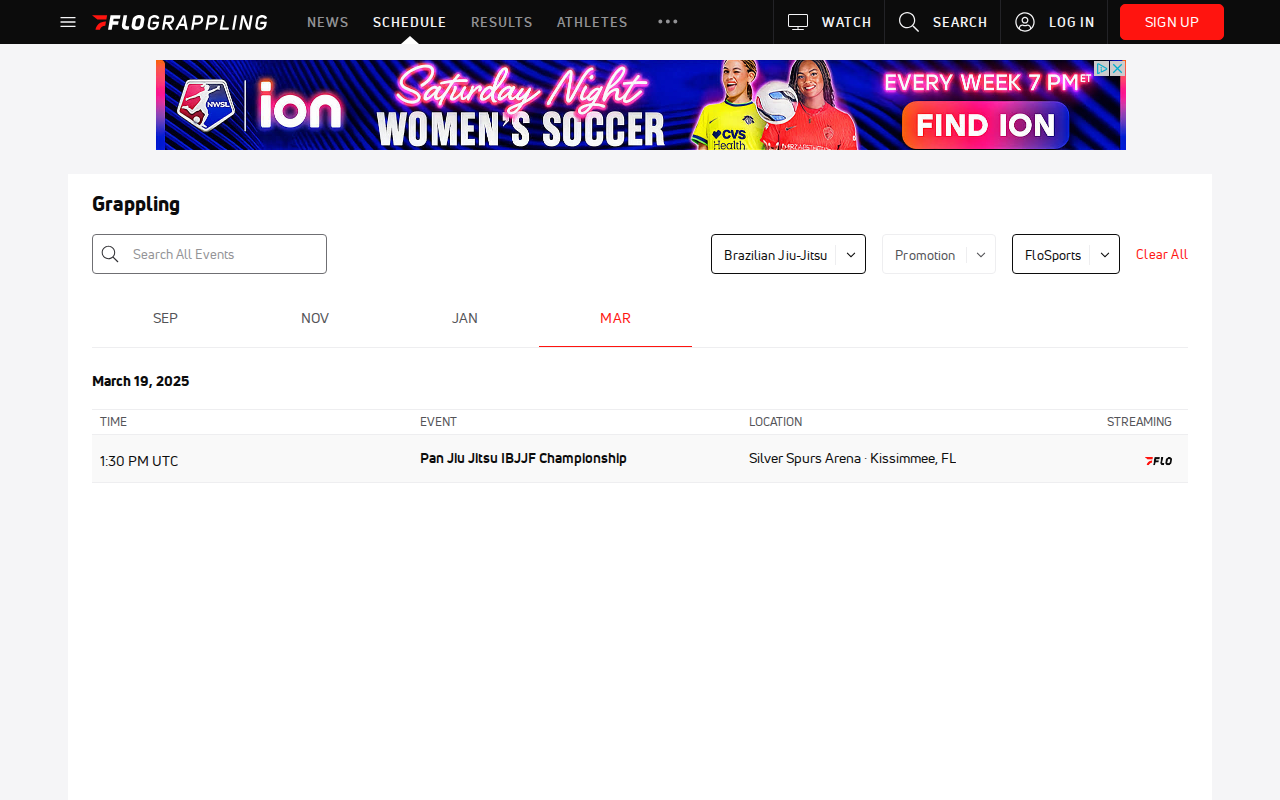 FLOGRAPPLING NEWS SCHEDULE RESULTS ATHLETES WATCH SEARCH LOG IN SIGN UP
NWSL ion Saturday Night WOMEN'S SOCCER CVS Health EVERY WEEK 7 PM ET FIND ION
Grappling
Search All Events Brazilian Jiu-Jitsu Promotion FloSports Clear All
SEP NOV JAN MAR
March 19, 2025
TIME EVENT LOCATION STREAMING
1:30 PM UTC Pan Jiu Jitsu IBJJF Championship Silver Spurs Arena · Kissimmee, FL FLO